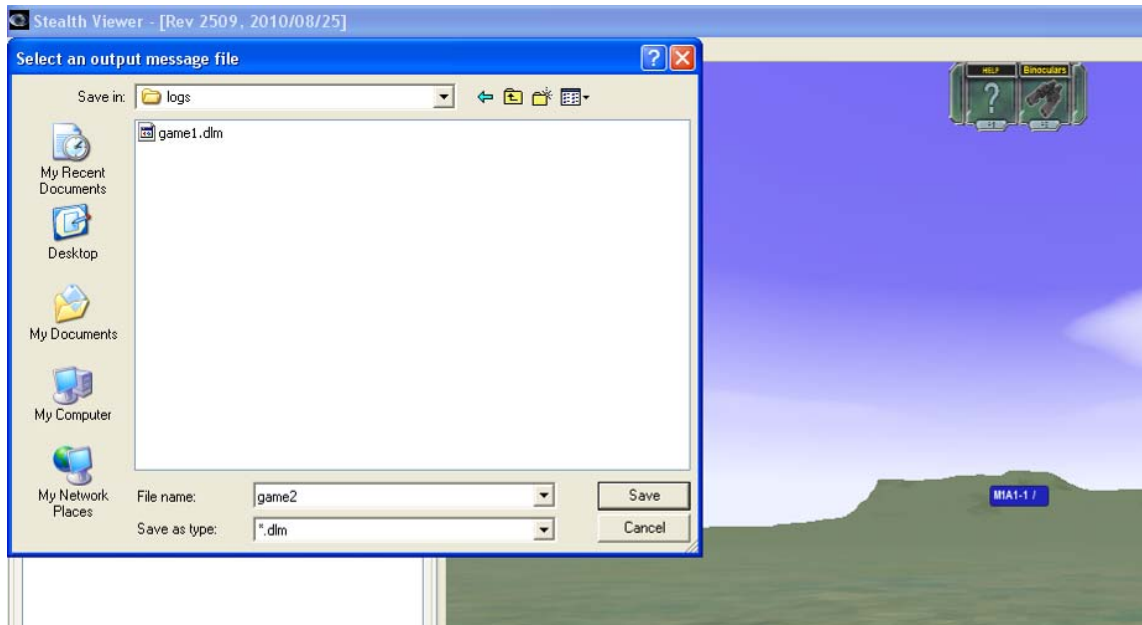 Stealth Viewer - [Rev 2509, 2010/08/25]
Select an output message file
Save in:
logs
game1.dlm
My Recent
Documents
Desktop
My Documents
My Computer
My Network
Places
File name:
game2
Save
Save as type:
*.dlm
Cancel
HELP
Binoculars
M1A1-1 /